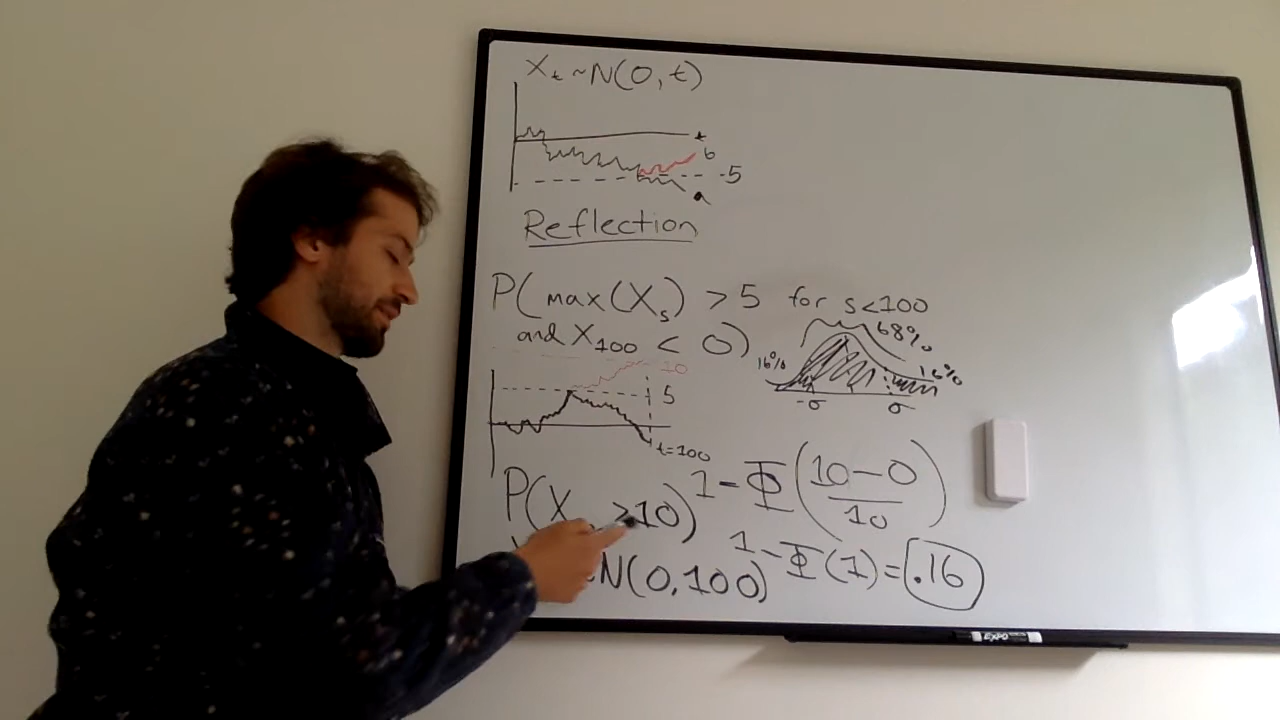 Xₜ ~ N(0, t)
t
b
-5
a
Reflection
P( max(Xₛ) > 5 for s<100
and X₁₀₀ < 0)
68%
16%
16%
-σ
σ
10
5
t=100
P(X >10)
1-Φ(10-0/10)
~N(0,100)
1-Φ(1)= .16
EXPO